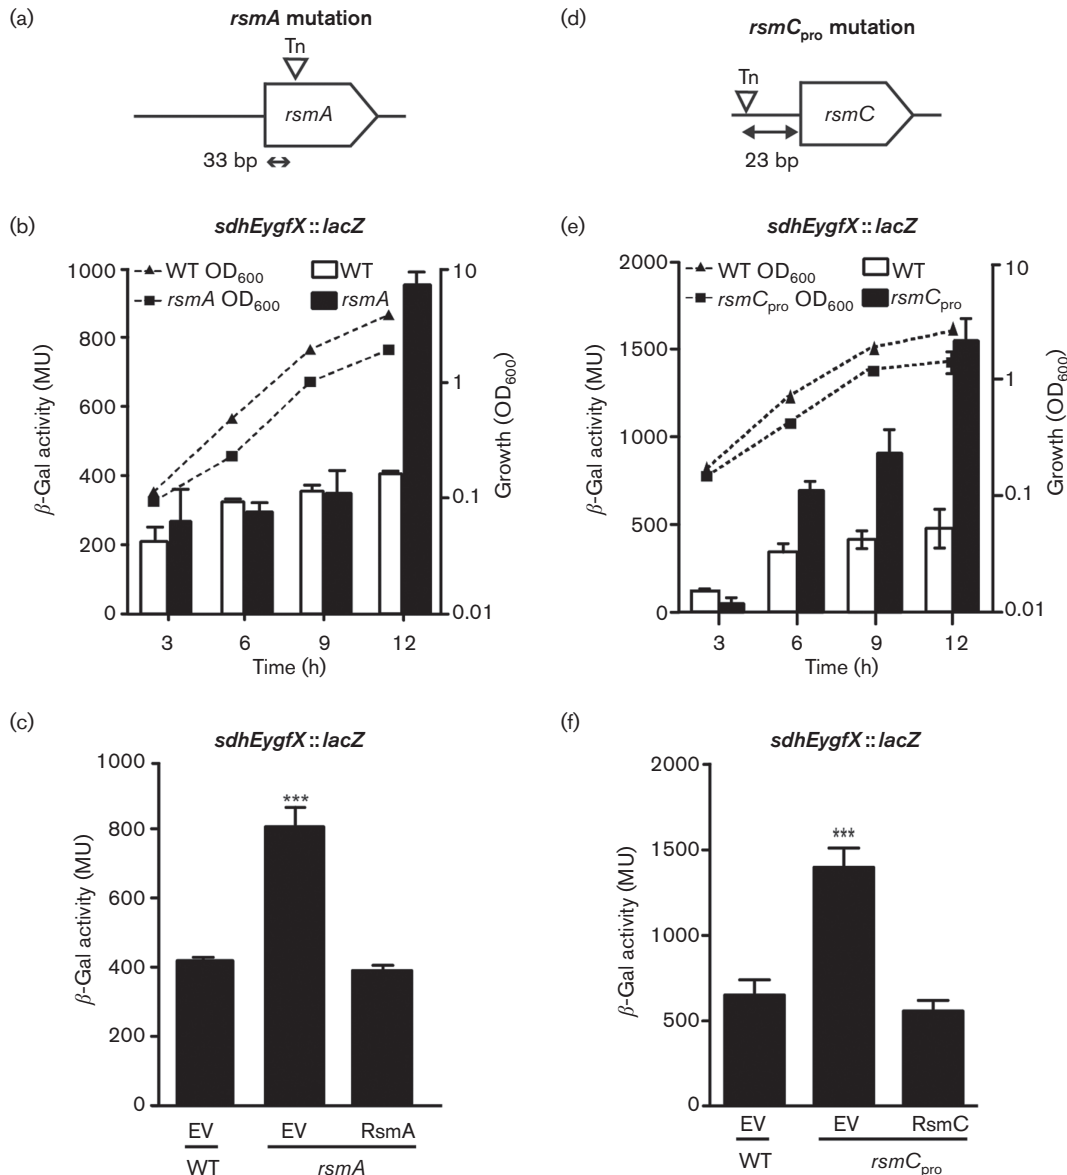 (a)
rsmA mutation
Tn
rsmA
33 bp
(d)
rsmCpro mutation
Tn
rsmC
23 bp
(b)
sdhEygfX :: lacZ
WT OD600
WT
rsmA OD600
rsmA
β-Gal activity (MU)
1000
800
600
400
200
0
10
1
0.1
0.01
Growth (OD600)
3 6 9 12
Time (h)
(e)
sdhEygfX :: lacZ
WT OD600
WT
rsmCpro OD600
rsmCpro
β-Gal activity (MU)
2000
1500
1000
500
0
10
1
0.1
0.01
Growth (OD600)
3 6 9 12
Time (h)
(c)
sdhEygfX :: lacZ
β-Gal activity (MU)
1000
800
600
400
200
0
***
EV EV RsmA
WT rsmA
(f)
sdhEygfX :: lacZ
β-Gal activity (MU)
2000
1500
1000
500
0
***
EV EV RsmC
WT rsmCpro